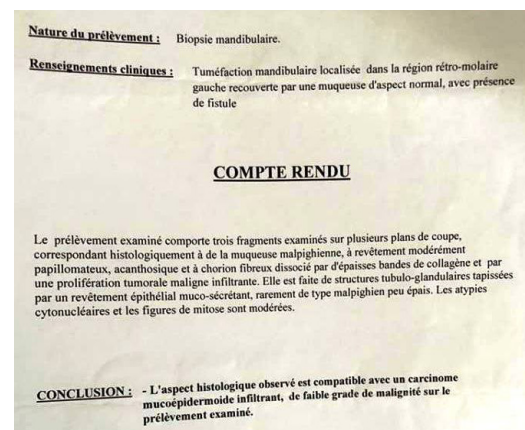 Nature du prélèvement : Biopsie mandibulaire.
Renseignements cliniques : Tuméfaction mandibulaire localisée dans la région rétro-molaire
gauche recouverte par une muqueuse d'aspect normal, avec présence
de fistule
COMPTE RENDU
Le prélèvement examiné comporte trois fragments examinés sur plusieurs plans de coupe,
correspondant histologiquement à de la muqueuse malpighienne, à revêtement modérément
papillomateux, acanthosique et à chorion fibreux dissocié par d'épaisses bandes de collagène et par
une prolifération tumorale maligne infiltrante. Elle est faite de structures tubulo-glandulaires tapissées
par un revêtement épithélial muco-sécrétant, rarement de type malpighien peu épais. Les atypies
cytonucléaires et les figures de mitose sont modérées.
CONCLUSION : - L'aspect histologique observé est compatible avec un carcinome
mucoépidermoide infiltrant, de faible grade de malignité sur le
prélèvement examiné.